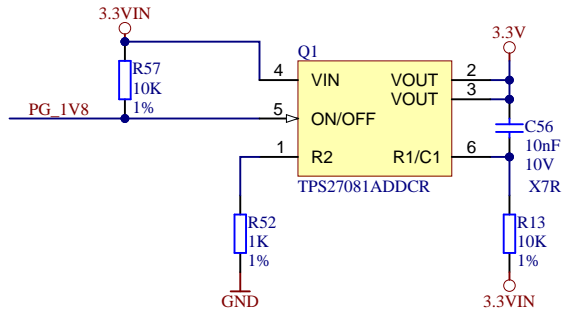 3.3VIN
Q1
3.3V
R57
10K
1%
4
VIN
VOUT
2
VOUT
3
PG_1V8
5
ON/OFF
C56
10nF
10V
X7R
1
R2
R1/C1
6
TPS27081ADDCR
R52
1K
1%
R13
10K
1%
GND
3.3VIN